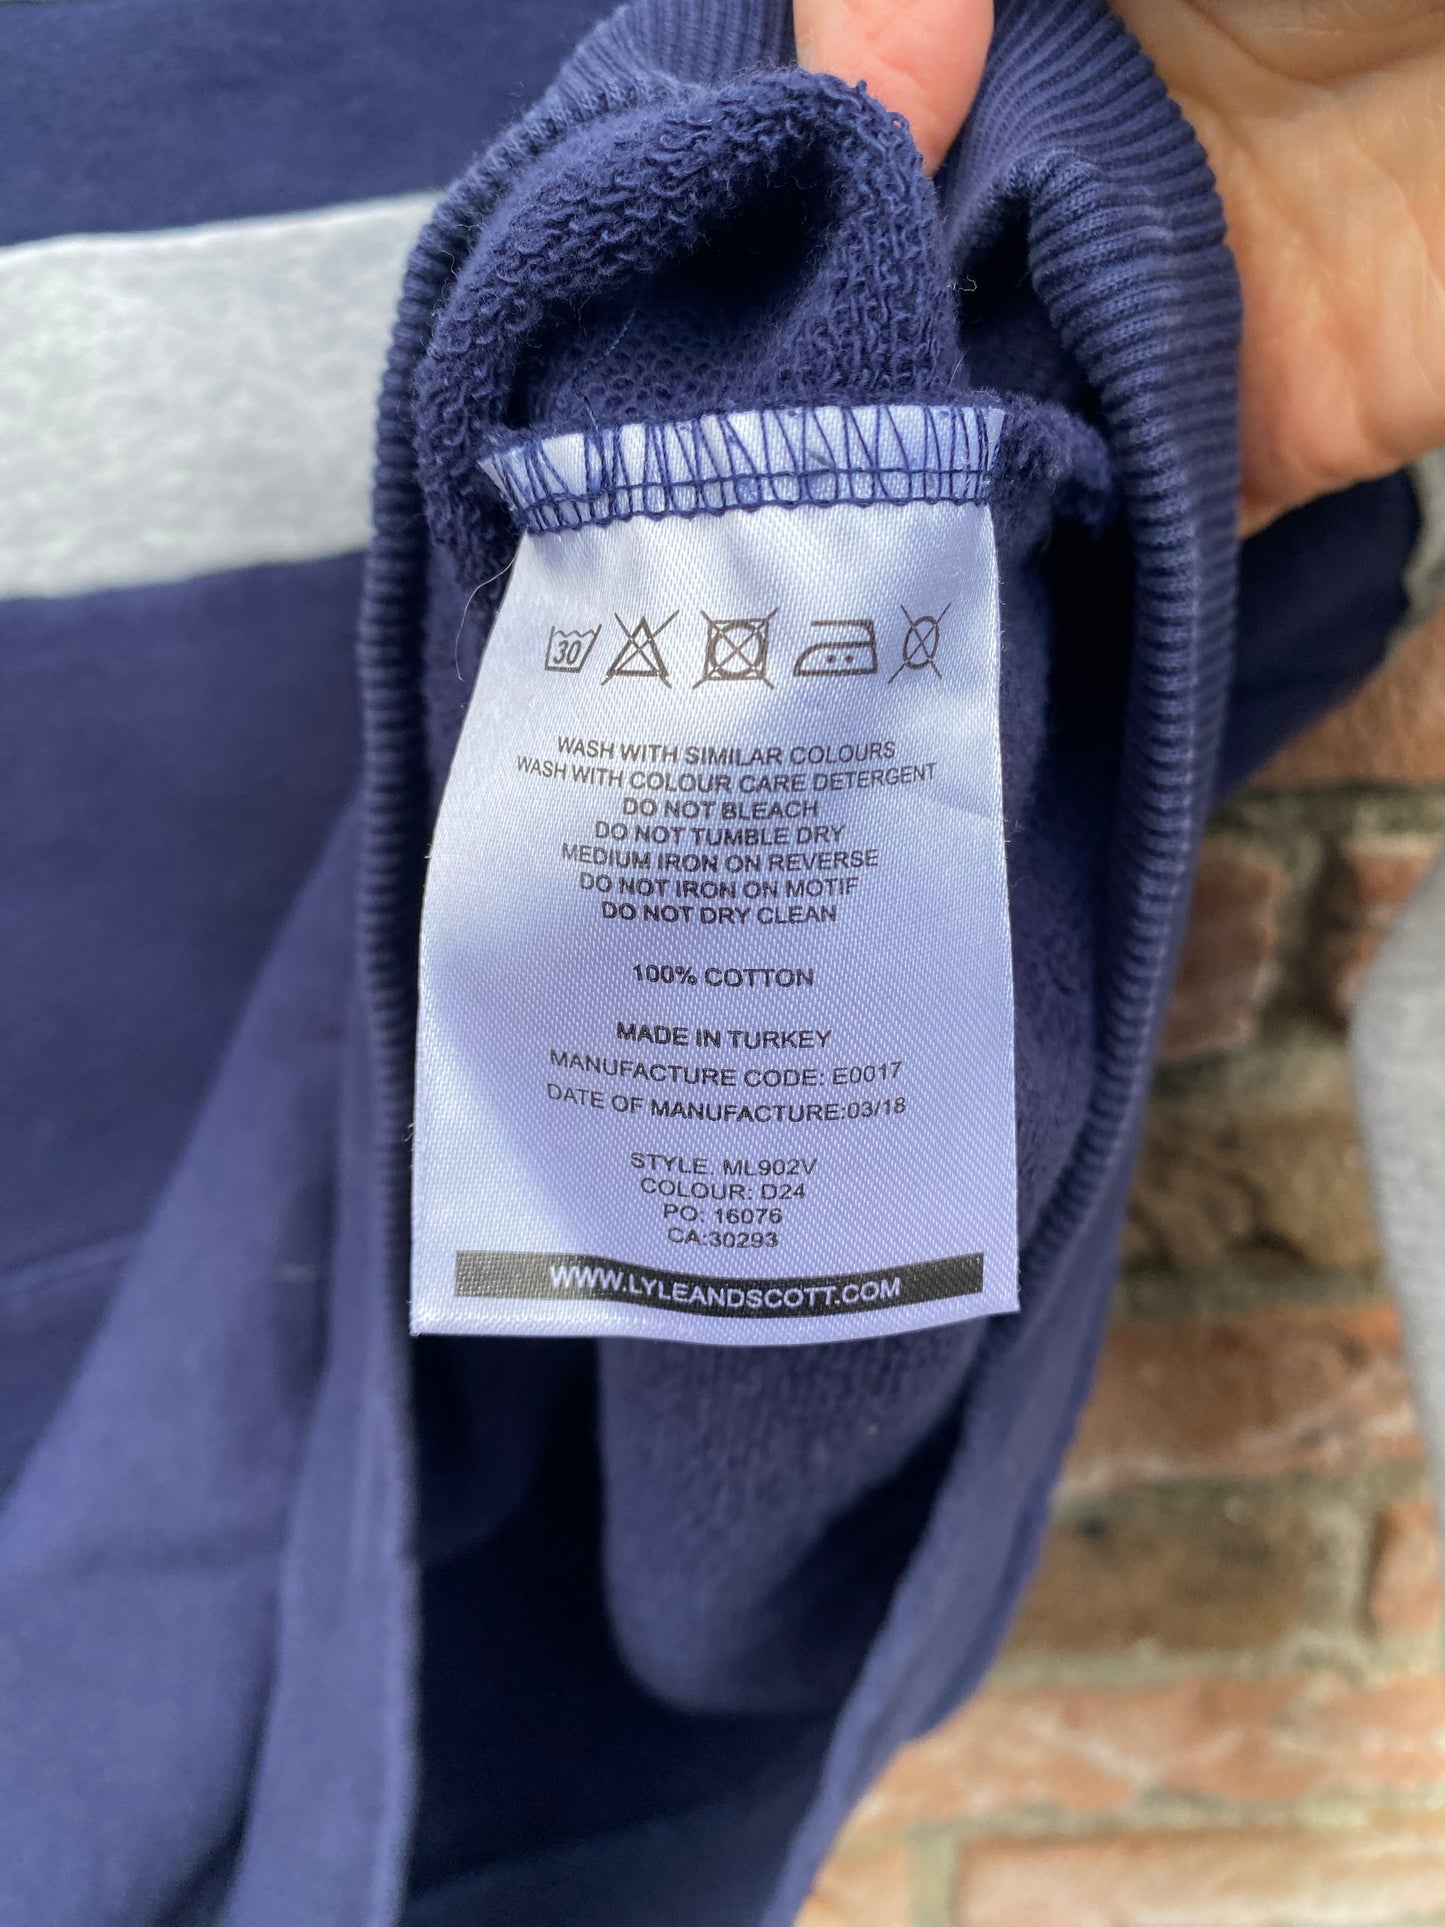 30
WASH WITH SIMILAR COLOURS
WASH WITH COLOUR CARE DETERGENT
DO NOT BLEACH
DO NOT TUMBLE DRY
MEDIUM IRON ON REVERSE
DO NOT IRON ON MOTIF
DO NOT DRY CLEAN
100% COTTON
MADE IN TURKEY
MANUFACTURE CODE: E0017
DATE OF MANUFACTURE:03/18
STYLE. ML902V
COLOUR: D24
PO: 16076
CA:30293
WWW.LYLEANDSCOTT.COM